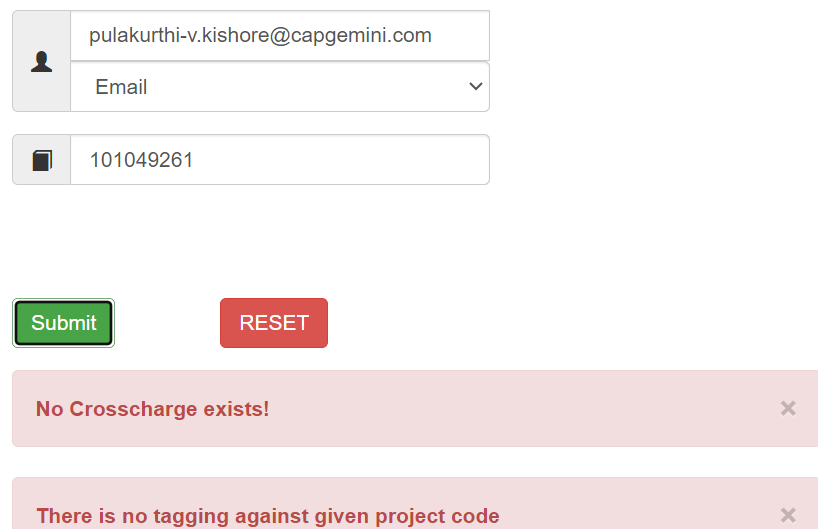 pulakurthi-v.kishore@capgemini.com
Email
101049261
Submit
RESET
No Crosscharge exists!
×
There is no tagging against given project code
×